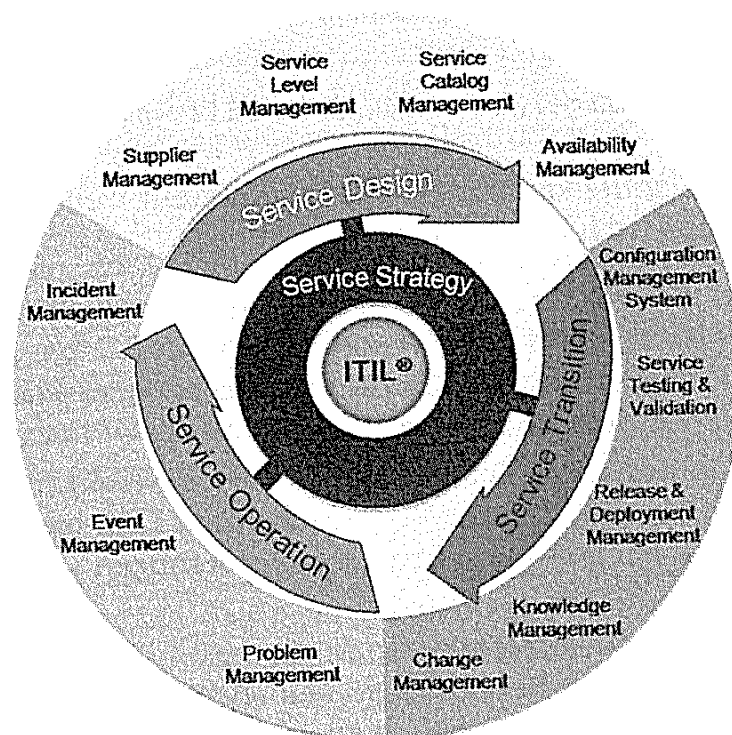 Service
Level
Management
Service
Catalog
Management
Supplier
Management
Availability
Management
Service Design
Incident
Management
Service Strategy
Configuration
Management
System
ITIL®
Service Transition
Service
Testing &
Validation
Service Operation
Event
Management
Release &
Deployment
Management
Knowledge
Management
Problem
Management
Change
Management